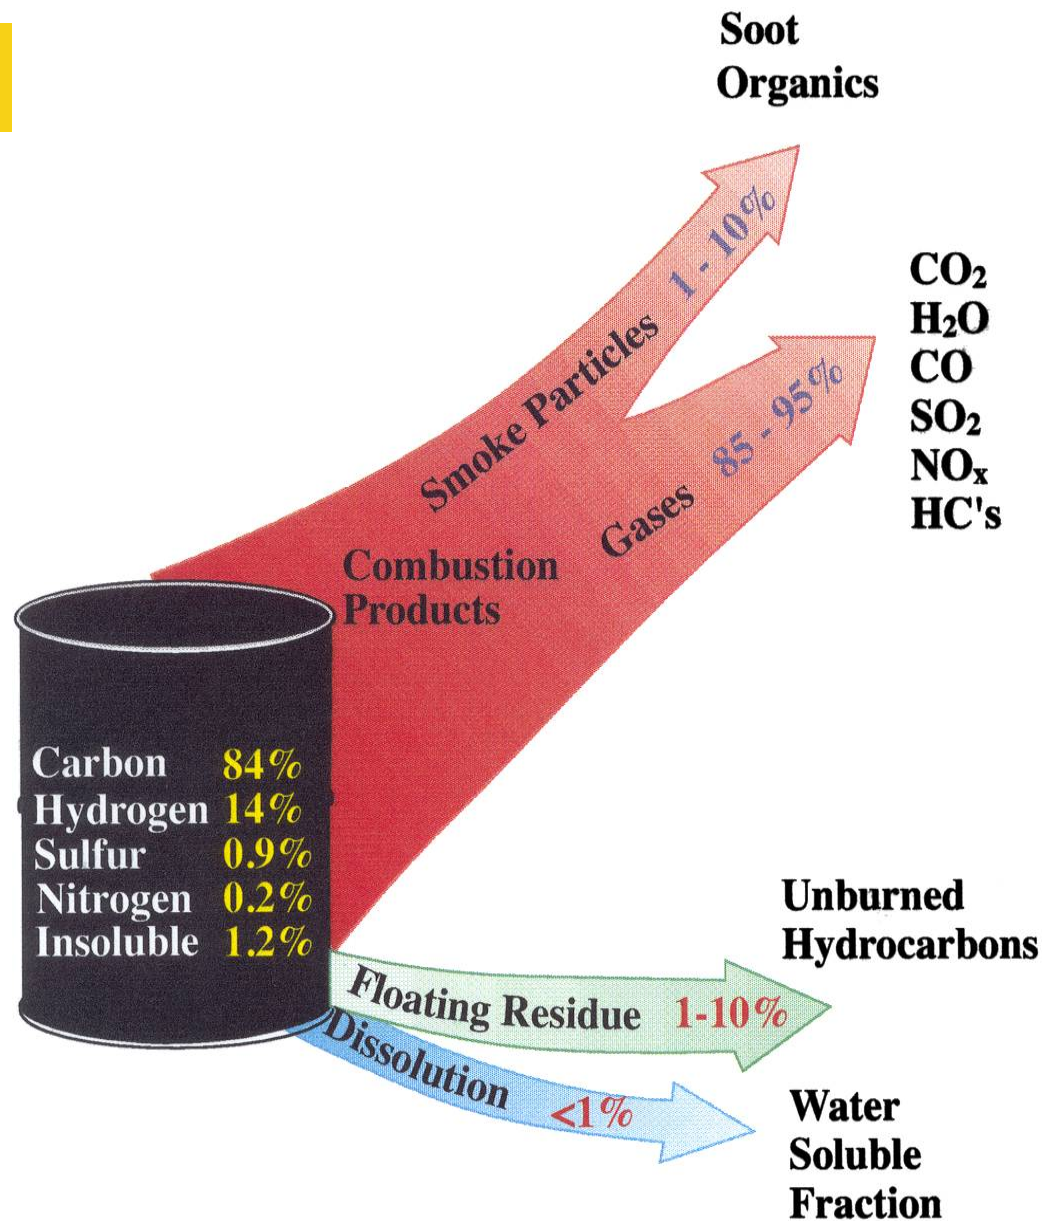 Soot
Organics
1 - 10%
Smoke Particles
CO₂
H₂O
CO
SO₂
NOₓ
HC's
85 - 95%
Gases
Combustion
Products
Carbon 84%
Hydrogen 14%
Sulfur 0.9%
Nitrogen 0.2%
Insoluble 1.2%
Unburned
Hydrocarbons
Floating Residue 1-10%
Dissolution <1%
Water
Soluble
Fraction